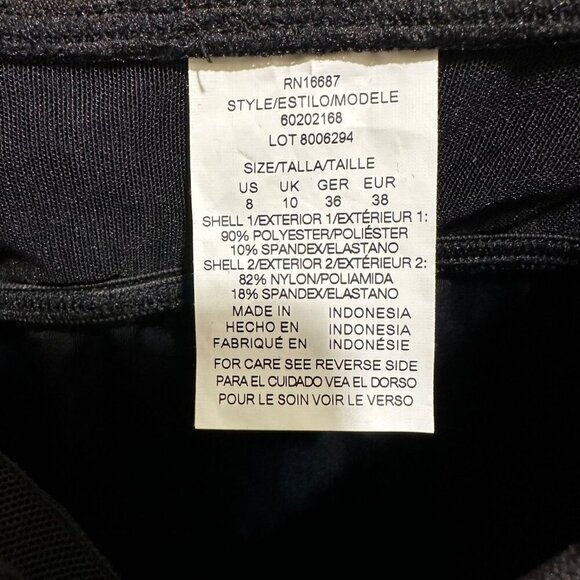 RN16687
STYLE/ESTILO/MODELE
60202168
LOT 8006294
SIZE/TALLA/TAILLE
US UK GER EUR
8 10 36 38
SHELL 1/EXTERIOR 1/EXTÉRIEUR 1:
90% POLYESTER/POLIÉSTER
10% SPANDEX/ELASTANO
SHELL 2/EXTERIOR 2/EXTÉRIEUR 2:
82% NYLON/POLIAMIDA
18% SPANDEX/ELASTANO
MADE IN INDONESIA
HECHO EN INDONESIA
FABRIQUÉ EN INDONÉSIE
FOR CARE SEE REVERSE SIDE
PARA EL CUIDADO VEA EL DORSO
POUR LE SOIN VOIR LE VERSO